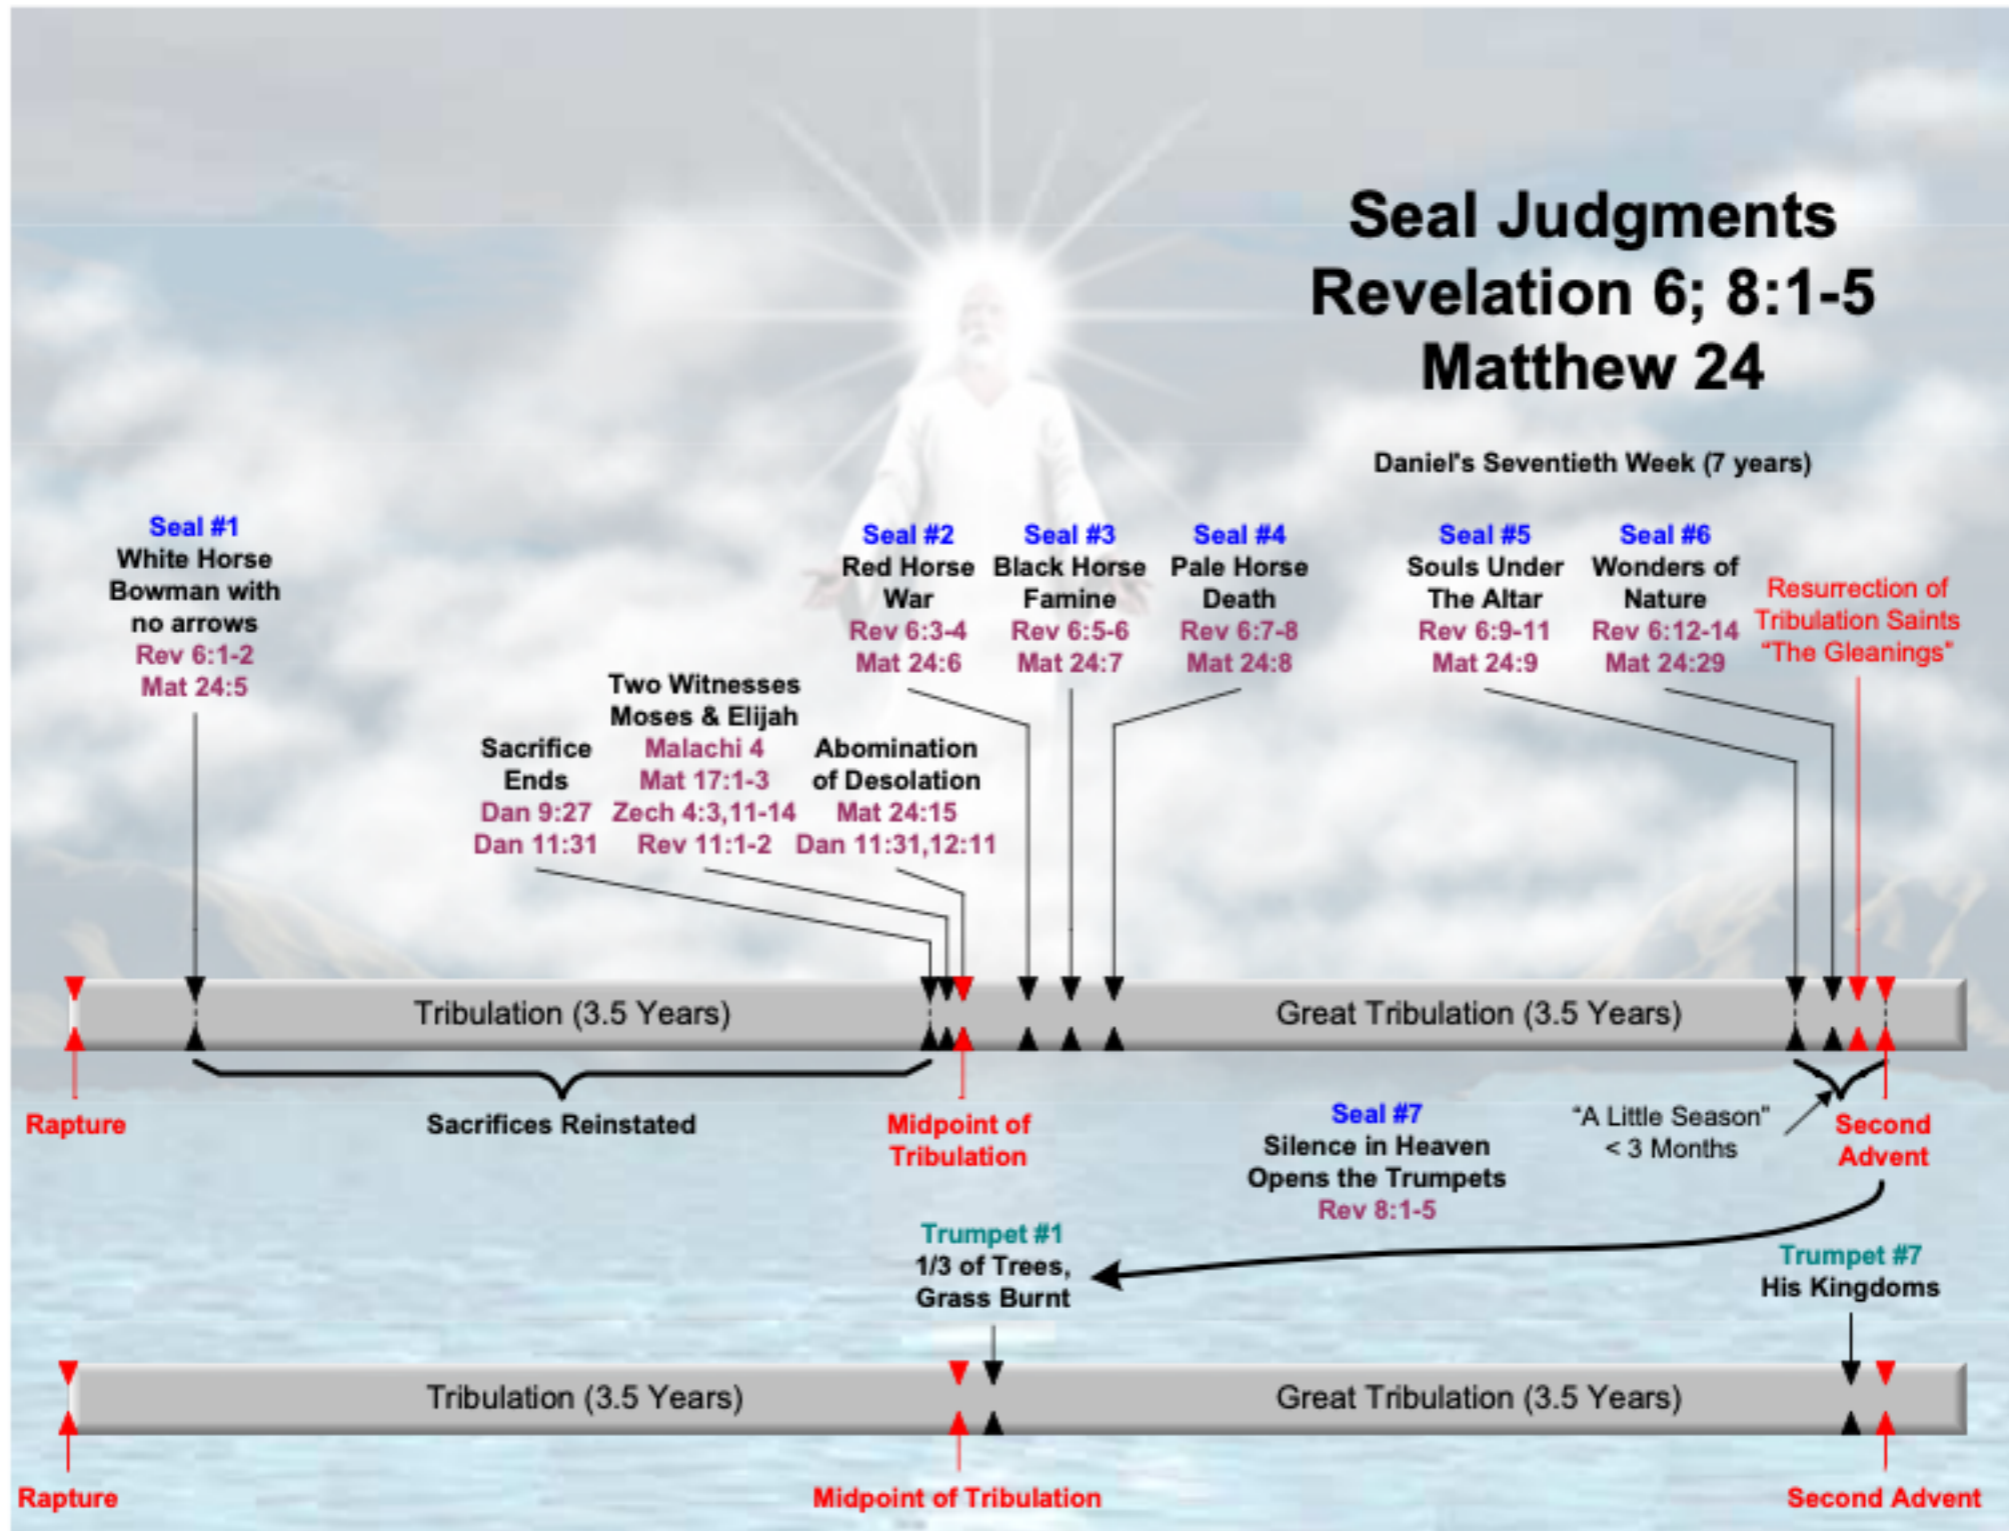 Seal Judgments
Revelation 6; 8:1-5
Matthew 24
Daniel's Seventieth Week (7 years)
Seal #1
White Horse
Bowman with
no arrows
Rev 6:1-2
Mat 24:5
Sacrifice
Ends
Dan 9:27
Dan 11:31
Two Witnesses
Moses & Elijah
Malachi 4
Mat 17:1-3
Zech 4:3,11-14
Rev 11:1-2
Abomination
of Desolation
Mat 24:15
Dan 11:31,12:11
Seal #2
Red Horse
War
Rev 6:3-4
Mat 24:6
Seal #3
Black Horse
Famine
Rev 6:5-6
Mat 24:7
Seal #4
Pale Horse
Death
Rev 6:7-8
Mat 24:8
Seal #5
Souls Under
The Altar
Rev 6:9-11
Mat 24:9
Seal #6
Wonders of
Nature
Rev 6:12-14
Mat 24:29
Resurrection of
Tribulation Saints
“The Gleanings”
Tribulation (3.5 Years)
Great Tribulation (3.5 Years)
Rapture
Sacrifices Reinstated
Midpoint of
Tribulation
Seal #7
Silence in Heaven
Opens the Trumpets
Rev 8:1-5
“A Little Season”
< 3 Months
Second
Advent
Trumpet #1
1/3 of Trees,
Grass Burnt
Trumpet #7
His Kingdoms
Tribulation (3.5 Years)
Great Tribulation (3.5 Years)
Rapture
Midpoint of Tribulation
Second Advent